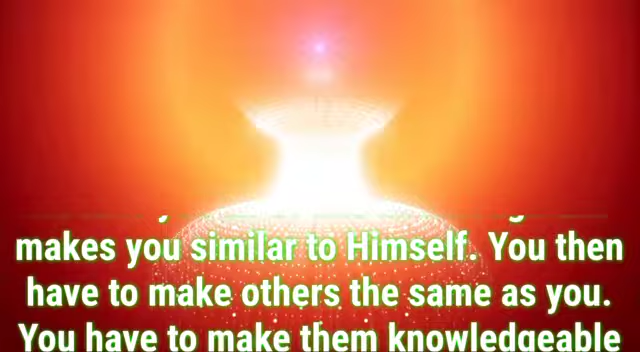 makes you similar to Himself. You then
have to make others the same as you.
You have to make them knowledgeable